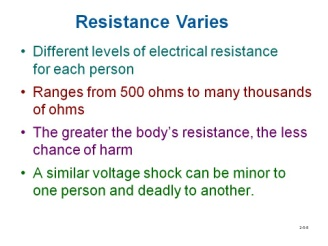 Resistance Varies
• Different levels of electrical resistance
for each person
• Ranges from 500 ohms to many thousands
of ohms
• The greater the body's resistance, the less
chance of harm
• A similar voltage shock can be minor to
one person and deadly to another.